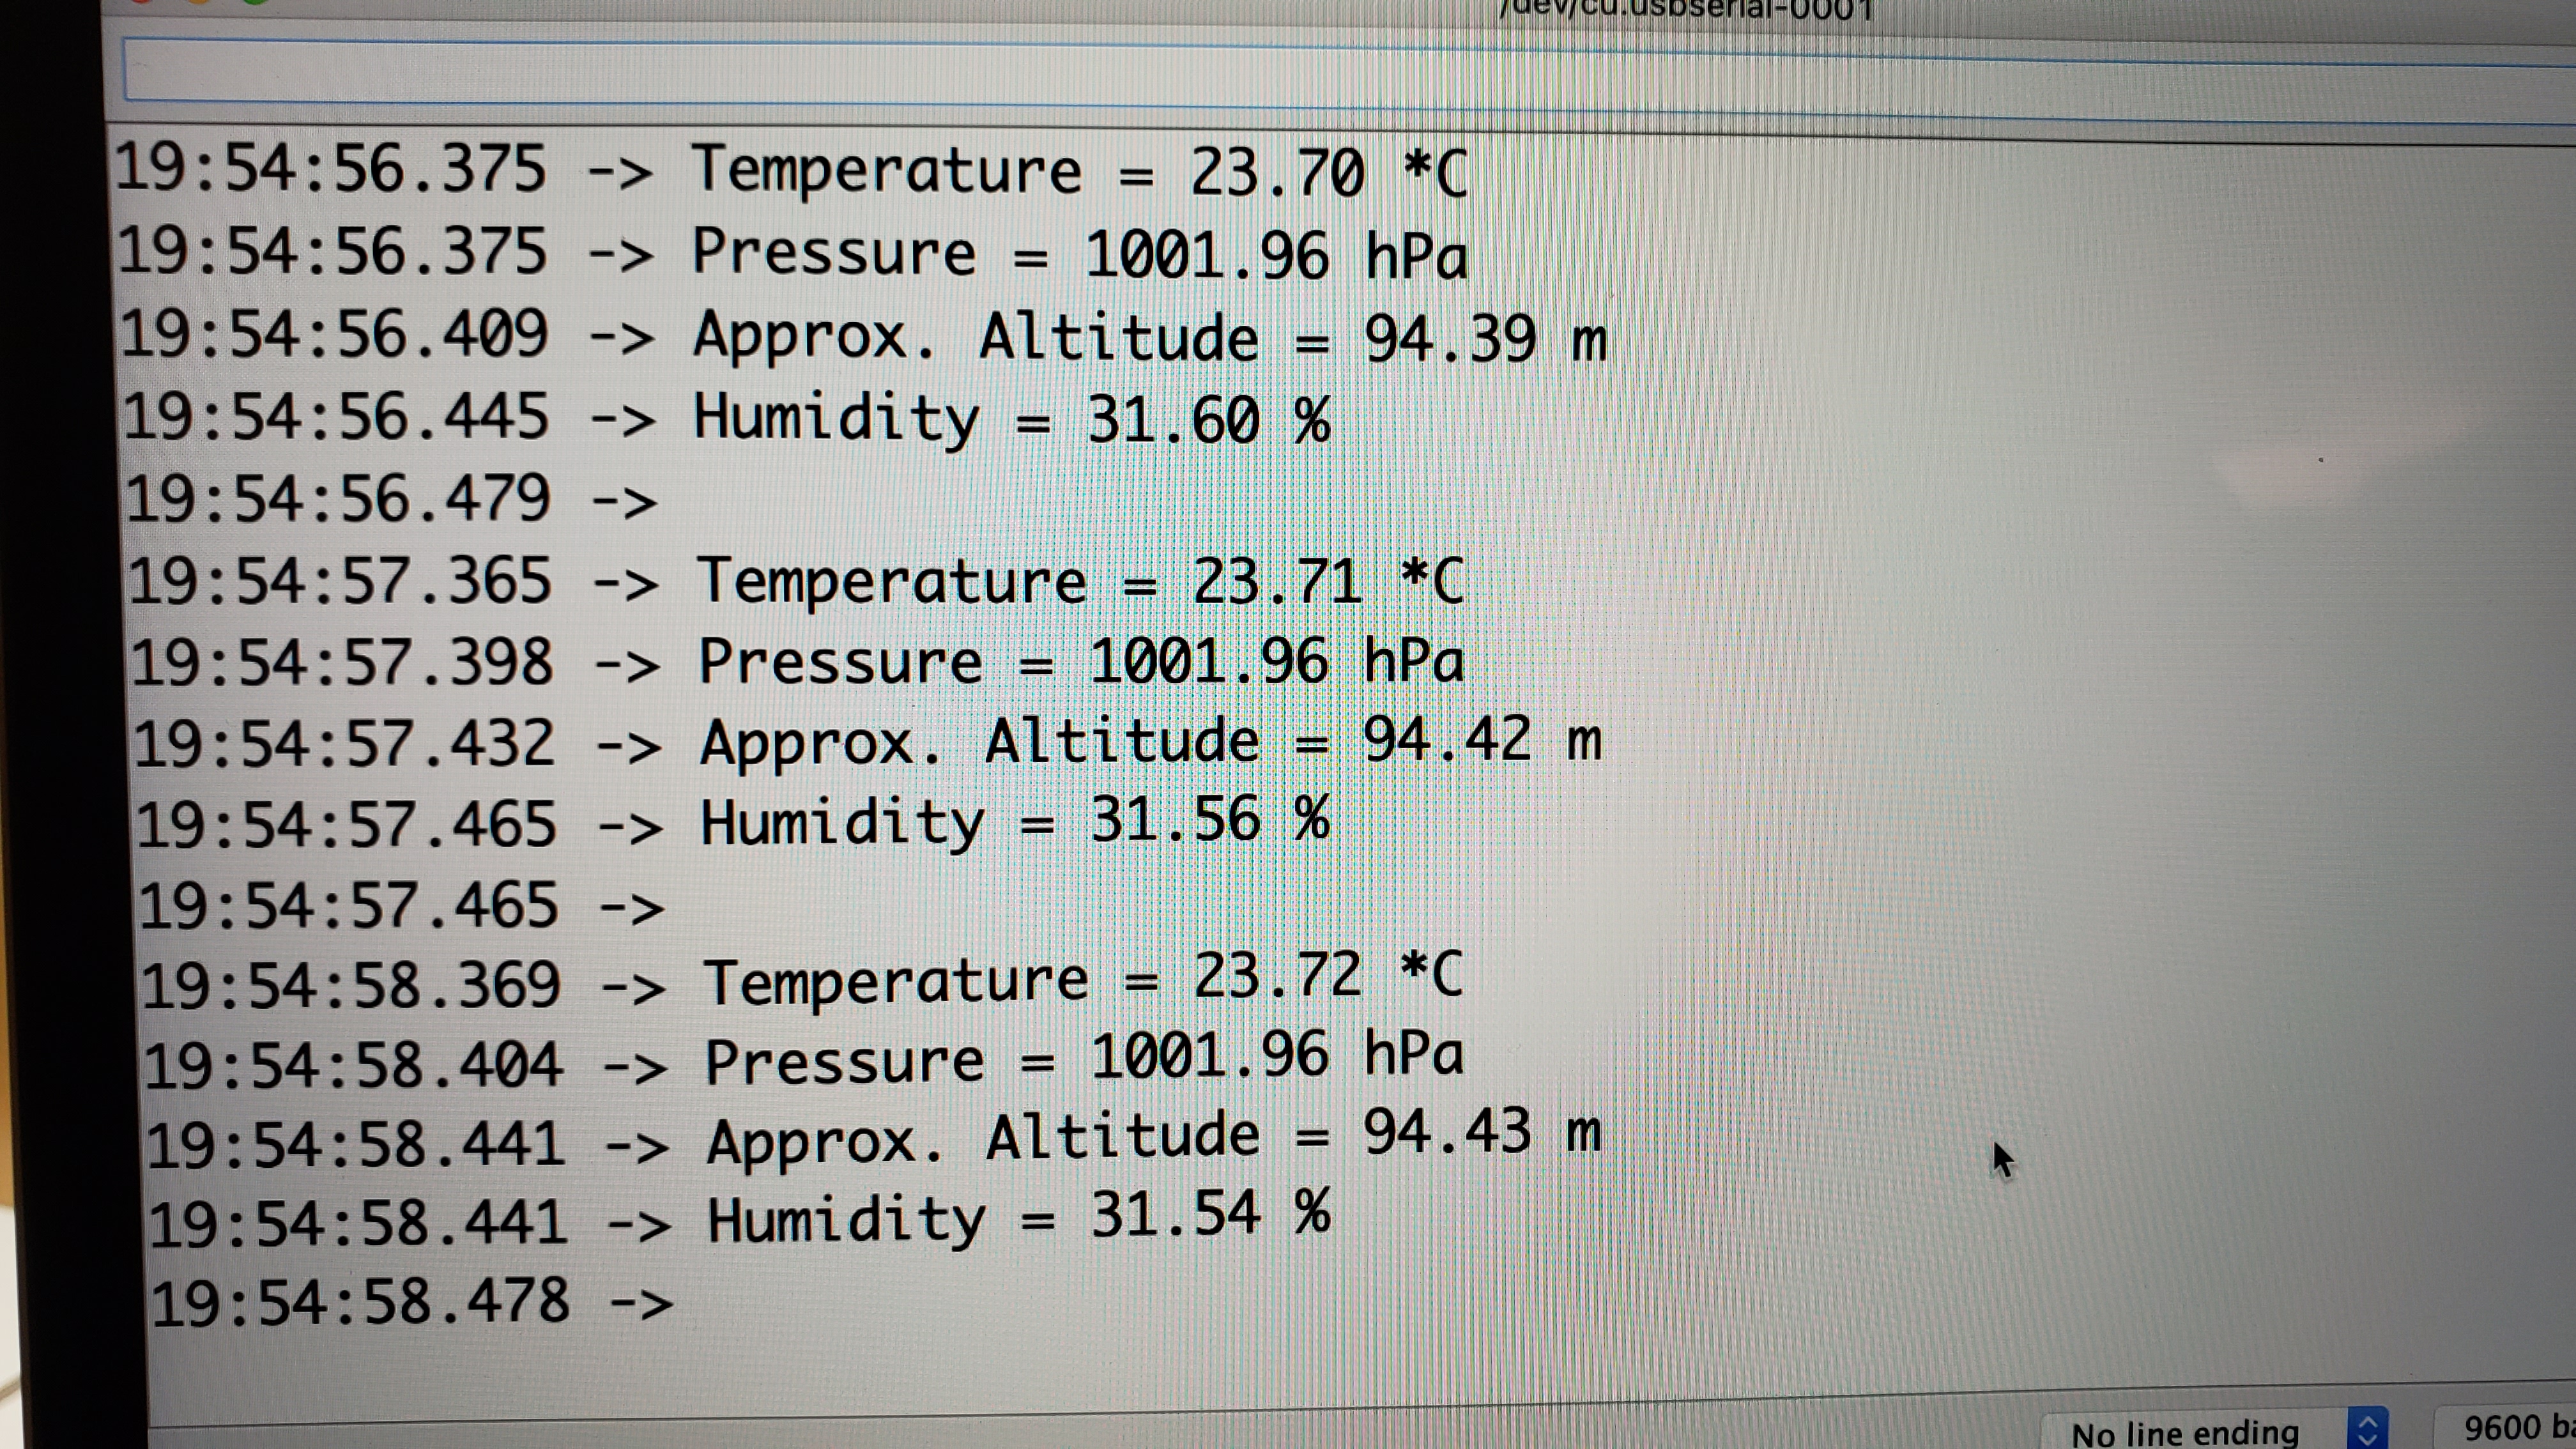 /dev/cu.usbserial-0001
19:54:56.375 -> Temperature = 23.70 *C
19:54:56.375 -> Pressure = 1001.96 hPa
19:54:56.409 -> Approx. Altitude = 94.39 m
19:54:56.445 -> Humidity = 31.60 %
19:54:56.479 ->
19:54:57.365 -> Temperature = 23.71 *C
19:54:57.398 -> Pressure = 1001.96 hPa
19:54:57.432 -> Approx. Altitude = 94.42 m
19:54:57.465 -> Humidity = 31.56 %
19:54:57.465 ->
19:54:58.369 -> Temperature = 23.72 *C
19:54:58.404 -> Pressure = 1001.96 hPa
19:54:58.441 -> Approx. Altitude = 94.43 m
19:54:58.441 -> Humidity = 31.54 %
19:54:58.478 ->
No line ending 9600